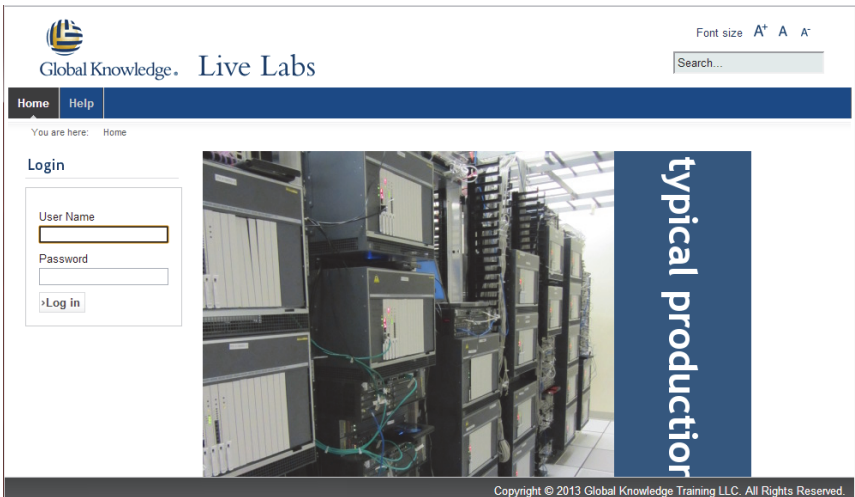 Font size A+ A A-
Global Knowledge. Live Labs
Search...
Home Help
You are here: Home
Login
User Name
Password
›Log in
typical production
Copyright © 2013 Global Knowledge Training LLC. All Rights Reserved.